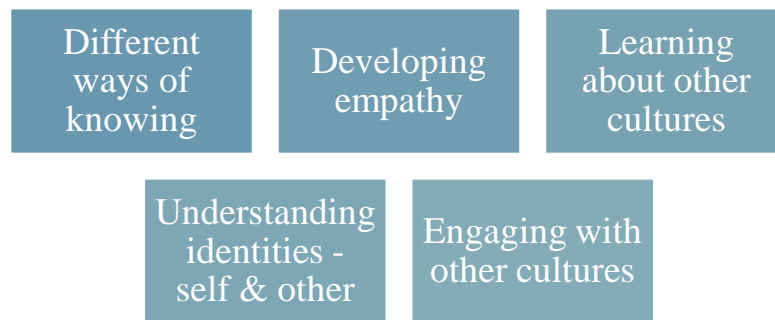 Different
ways of
knowing
Developing
empathy
Learning
about other
cultures
Understanding
identities -
self & other
Engaging with
other cultures